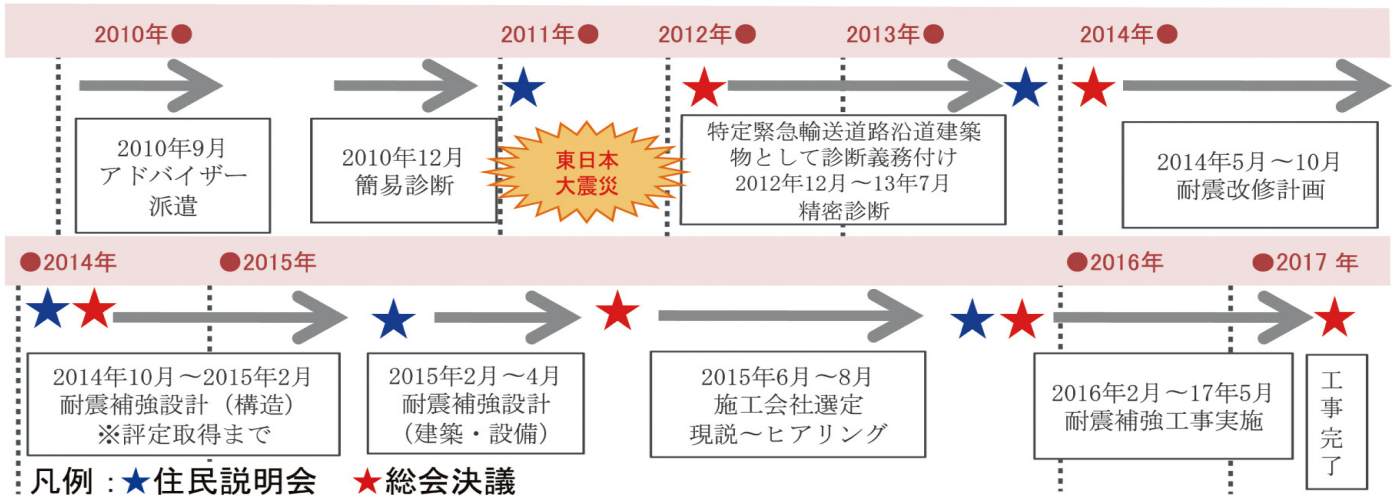 2010年●
2011年●
2012年●
2013年●
2014年●
2010年9月
アドバイザー
派遣
2010年12月
簡易診断
東日本
大震災
特定緊急輸送道路沿道建築
物として診断義務付け
2012年12月～13年7月
精密診断
2014年5月～10月
耐震改修計画
●2014年
●2015年
●2016年
●2017 年
2014年10月～2015年2月
耐震補強設計（構造）
※評定取得まで
2015年2月～4月
耐震補強設計
（建築・設備）
2015年6月～8月
施工会社選定
現説～ヒアリング
2016年2月～17年5月
耐震補強工事実施
工事完了
凡例：★住民説明会 ★総会決議